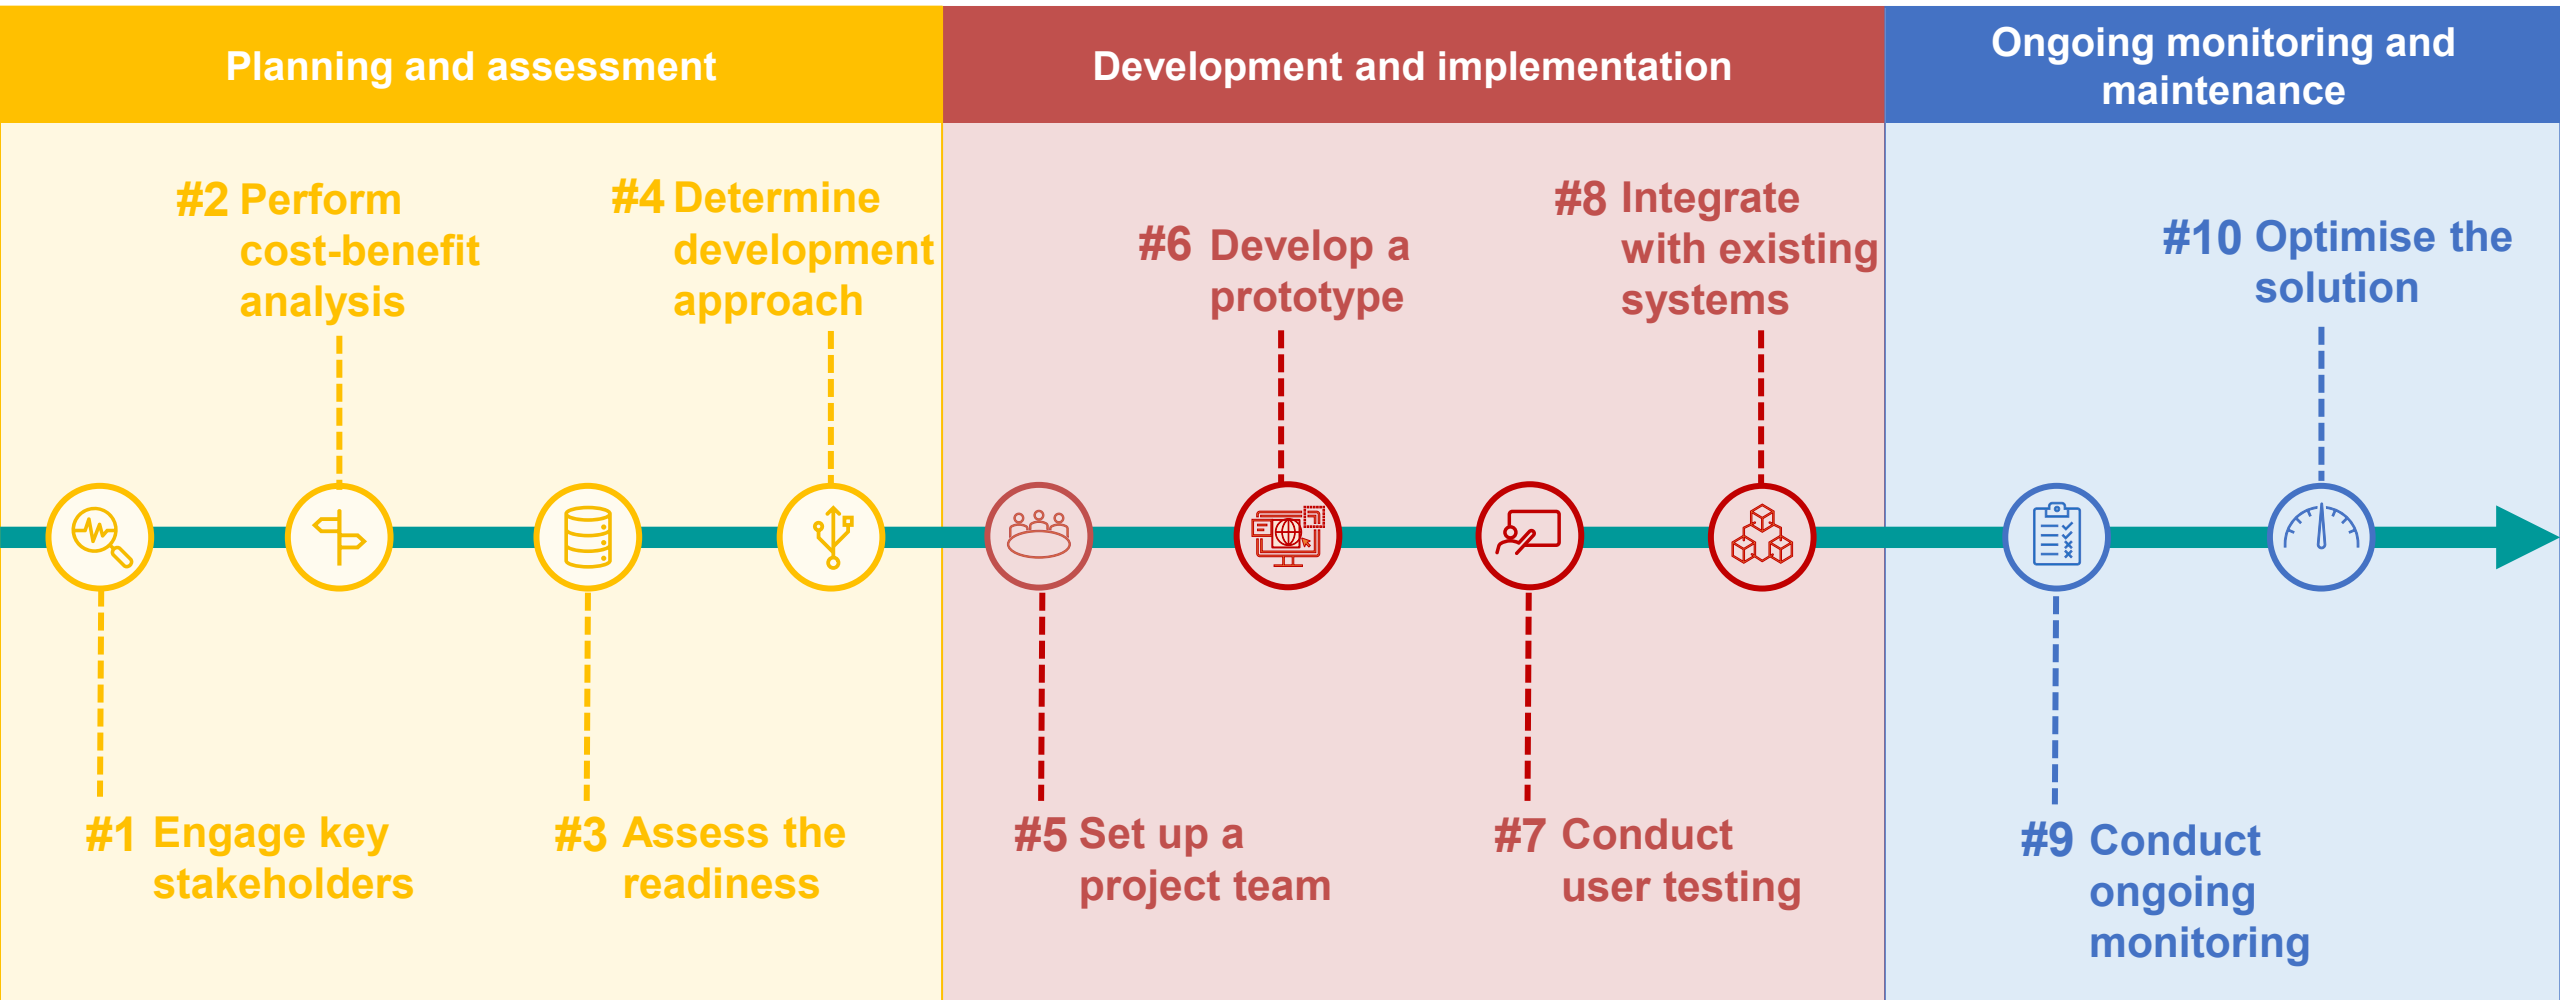 Planning and assessment
Development and implementation
Ongoing monitoring and
maintenance
#2 Perform
cost-benefit
analysis
#4 Determine
development
approach
#6 Develop a
prototype
#8 Integrate
with existing
systems
#10 Optimise the
solution
#1 Engage key
stakeholders
#3 Assess the
readiness
#5 Set up a
project team
#7 Conduct
user testing
#9 Conduct
ongoing
monitoring